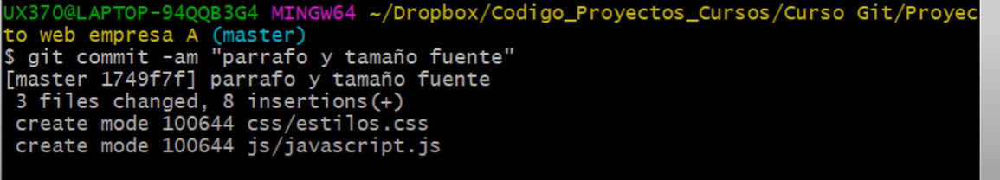 UX370@LAPTOP-94QQB3G4 MINGW64 ~/Dropbox/Codigo_Proyectos_Cursos/Curso Git/Proyec
to web empresa A (master)
$ git commit -am "parrafo y tamaño fuente"
[master 1749f7f] parrafo y tamaño fuente
 3 files changed, 8 insertions(+)
 create mode 100644 css/estilos.css
 create mode 100644 js/javascript.js